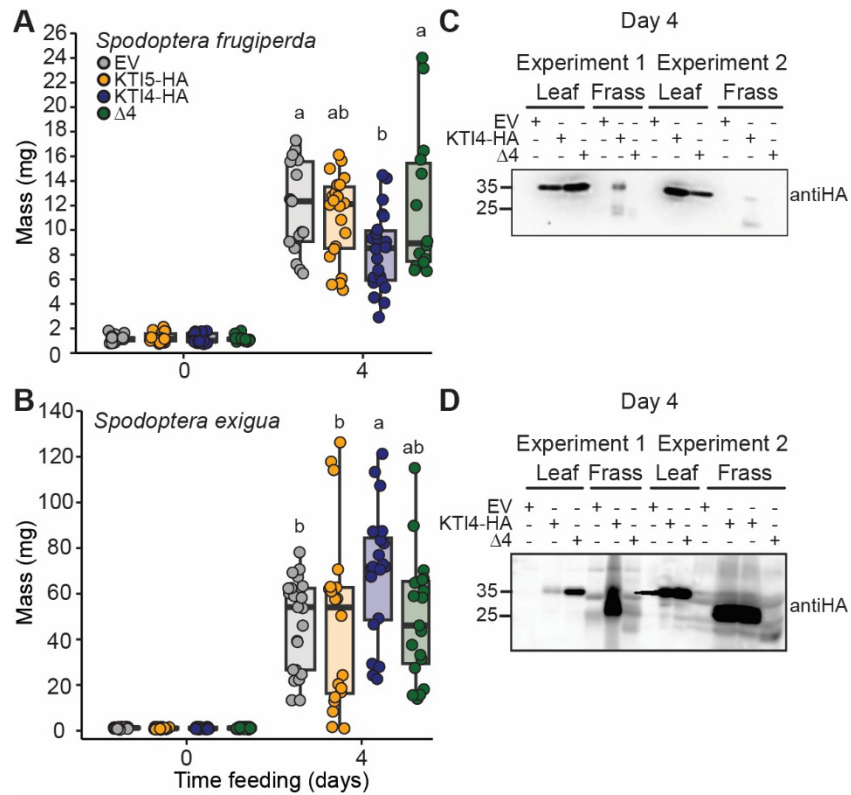 A
Spodoptera frugiperda
EV
KTI5-HA
KTI4-HA
Δ4
Mass (mg)
26
24
22
20
18
16
14
12
10
8
6
4
2
0
a
ab
b
a
0
4
B
Spodoptera exigua
Mass (mg)
140
120
100
80
60
40
20
0
b
b
a
ab
0
4
Time feeding (days)
C
Day 4
Experiment 1 Experiment 2
Leaf Frass Leaf Frass
EV + - - + - - + - - + - -
KTI4-HA - + - - + - - + - - + -
Δ4 - - + - - + - - + - - +
35
25
antiHA
D
Day 4
Experiment 1 Experiment 2
Leaf Frass Leaf Frass
EV + - - + - - + - - + - - -
KTI4-HA - + - - + - - + - - + + -
Δ4 - - + - - + - - + - - - +
35
25
antiHA